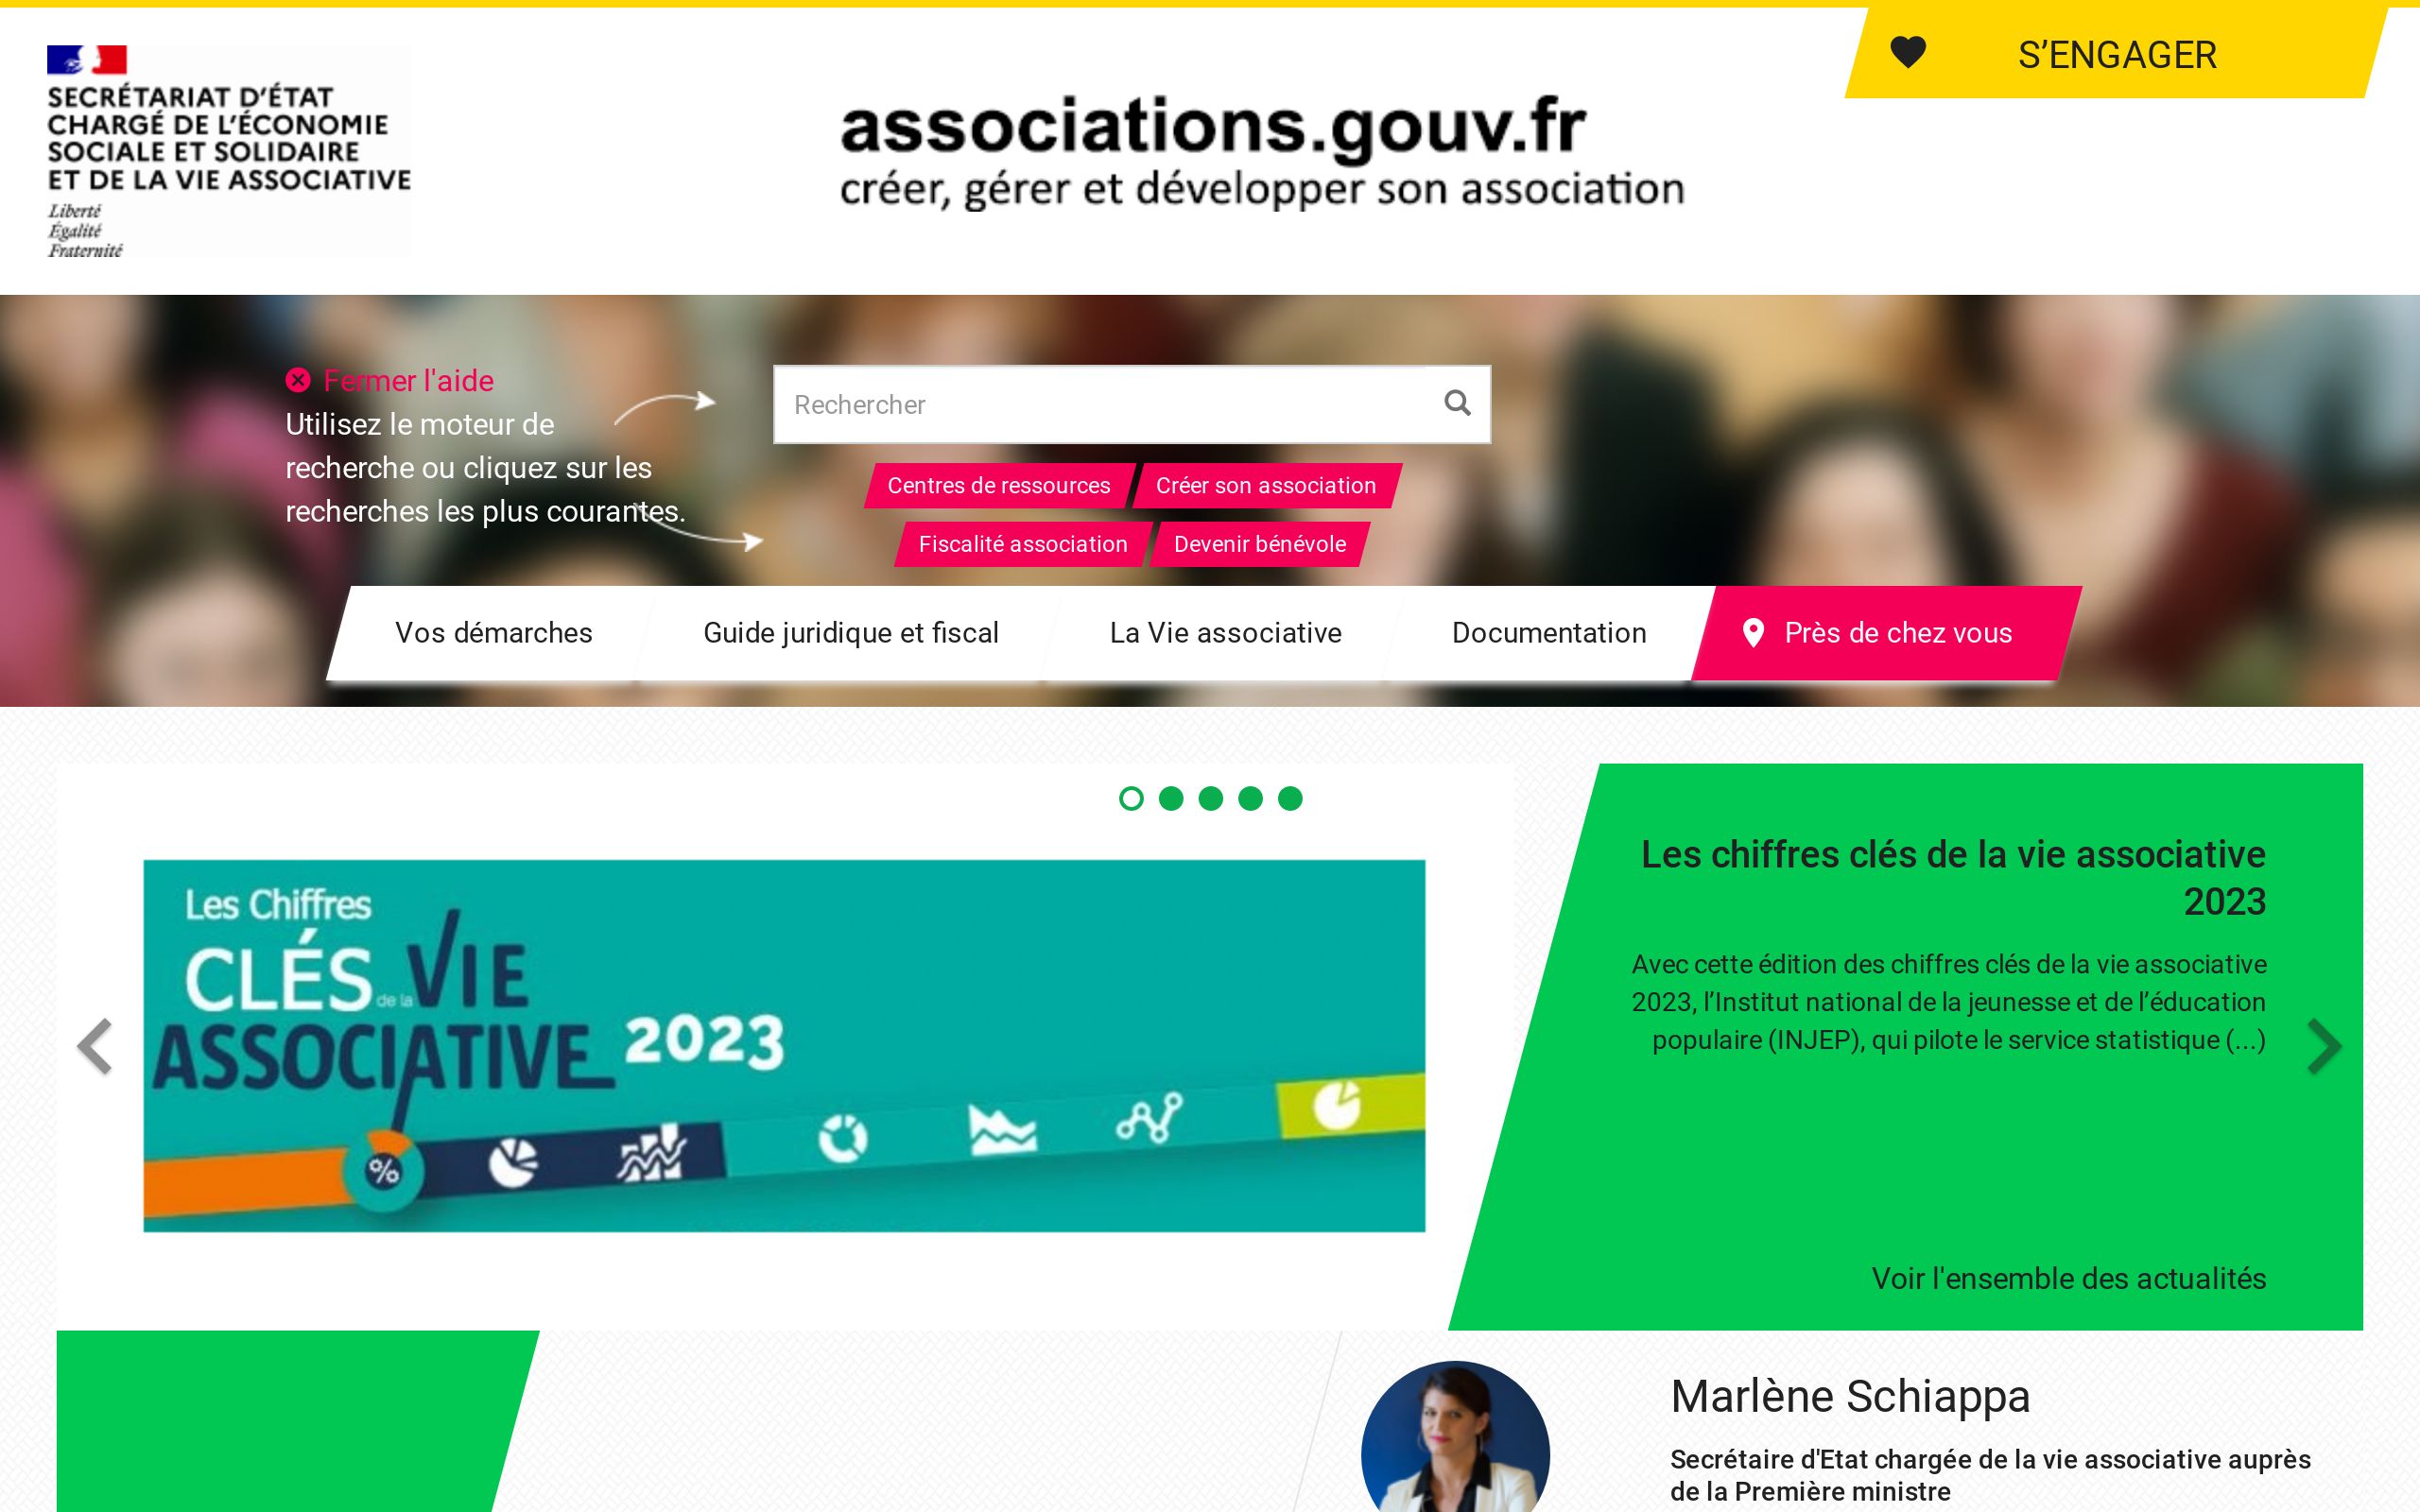 S’ENGAGER
SECRÉTARIAT D’ÉTAT
CHARGÉ DE L’ÉCONOMIE
SOCIALE ET SOLIDAIRE
ET DE LA VIE ASSOCIATIVE
Liberté
Égalité
Fraternité
associations.gouv.fr
créer, gérer et développer son association
Fermer l'aide
Utilisez le moteur de
recherche ou cliquez sur les
recherches les plus courantes.
Rechercher
Centres de ressources
Créer son association
Fiscalité association
Devenir bénévole
Vos démarches
Guide juridique et fiscal
La Vie associative
Documentation
Près de chez vous
Les Chiffres
CLÉS de la VIE
ASSOCIATIVE 2023
%
Les chiffres clés de la vie associative
2023
Avec cette édition des chiffres clés de la vie associative
2023, l’Institut national de la jeunesse et de l’éducation
populaire (INJEP), qui pilote le service statistique (...)
Voir l'ensemble des actualités
Marlène Schiappa
Secrétaire d'Etat chargée de la vie associative auprès
de la Première ministre